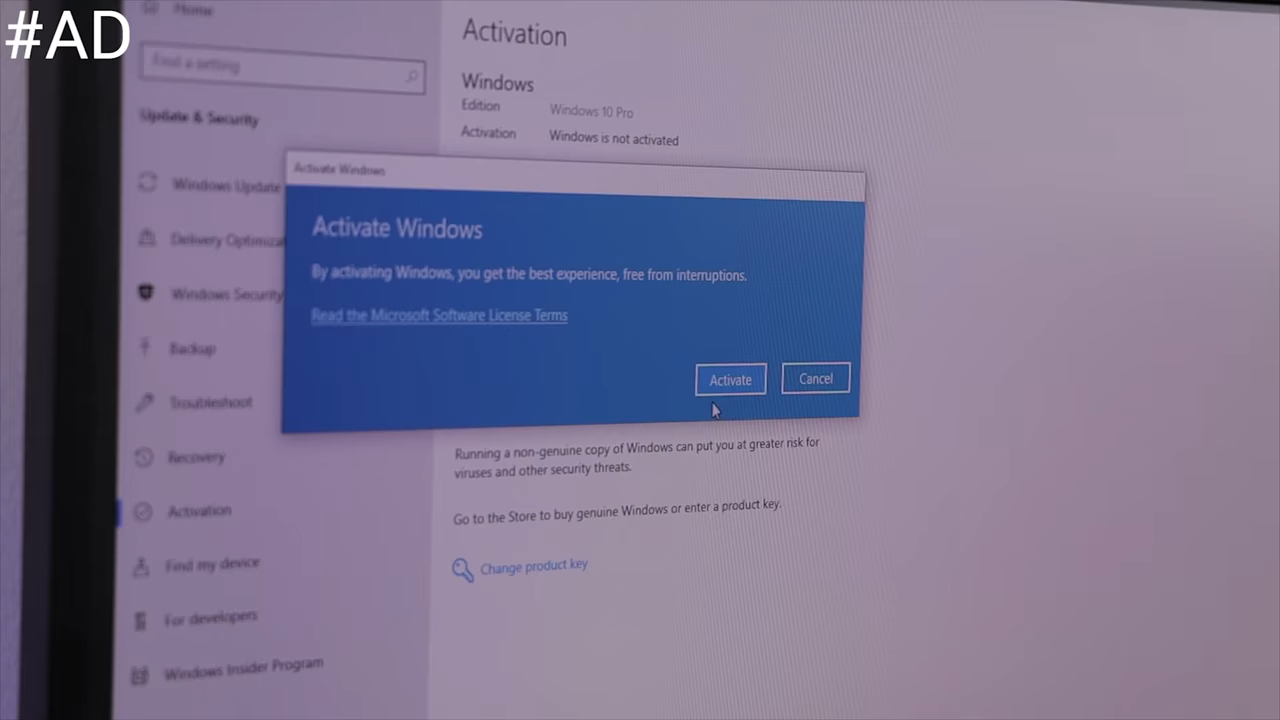 #AD
Home
Find a setting
Update & Security
Windows Update
Delivery Optimizat
Windows Security
Backup
Troubleshoot
Recovery
Activation
Find my device
For developers
Windows Insider Program
Activation
Windows
Edition Windows 10 Pro
Activation Windows is not activated
Activate Windows
Activate Windows
By activating Windows, you get the best experience, free from interruptions.
Read the Microsoft Software License Terms
Activate Cancel
Running a non-genuine copy of Windows can put you at greater risk for
viruses and other security threats.
Go to the Store to buy genuine Windows or enter a product key.
Change product key